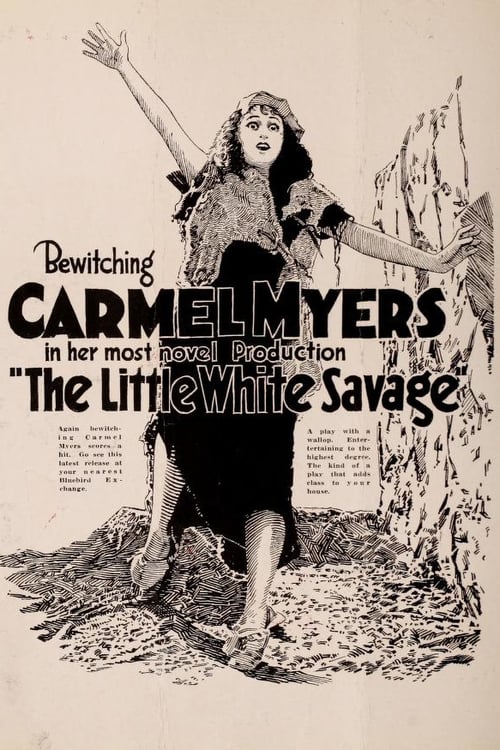 Bewitching
CARMEL MYERS
in her most novel Production
"The Little White Savage"
Again bewitch-
ing Carmel
Myers scores a
hit. Go see this
latest release at
your nearest
Bluebird Ex-
change.
A play with a
wallop. Enter-
tertaining to the
highest degree.
The kind of a
play that adds
class to your
house.